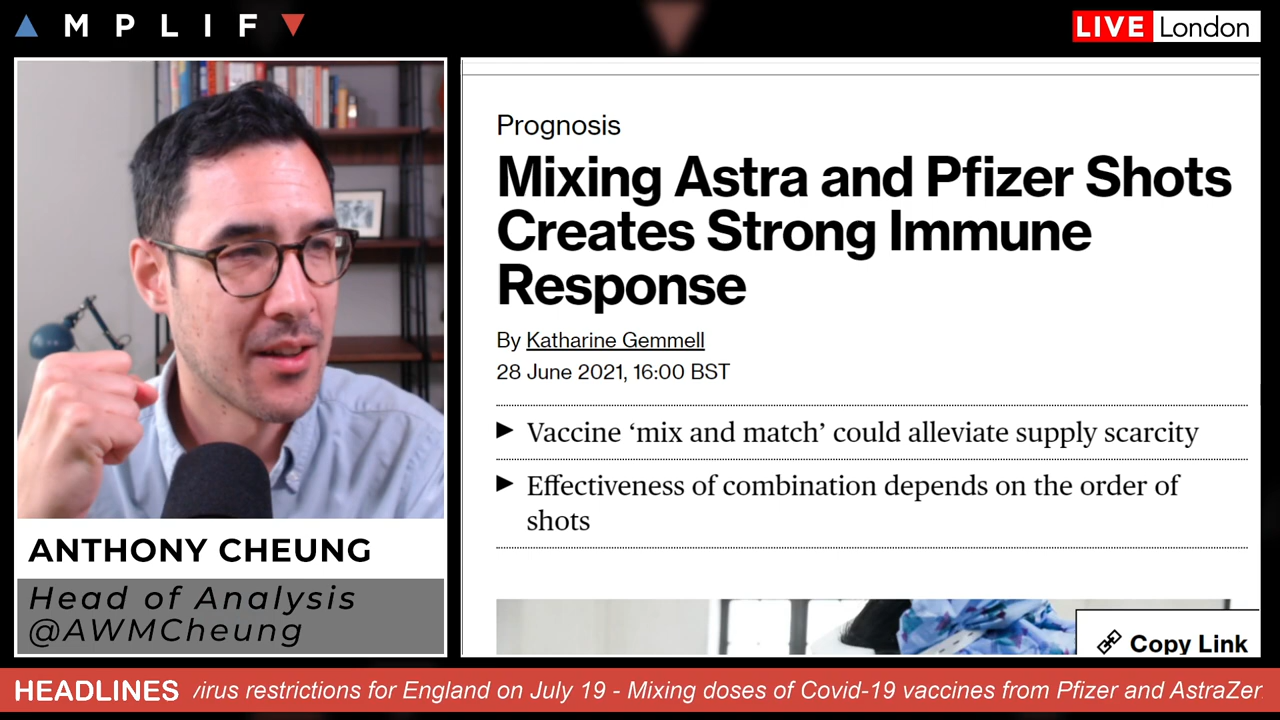 AMPLIFY
LIVE London
Prognosis
Mixing Astra and Pfizer Shots
Creates Strong Immune
Response
By Katharine Gemmell
28 June 2021, 16:00 BST
Vaccine ‘mix and match’ could alleviate supply scarcity
Effectiveness of combination depends on the order of
shots
Copy Link
ANTHONY CHEUNG
Head of Analysis
@AWMCheung
HEADLINES restrictions for England on July 19 - Mixing doses of Covid-19 vaccines from Pfizer and